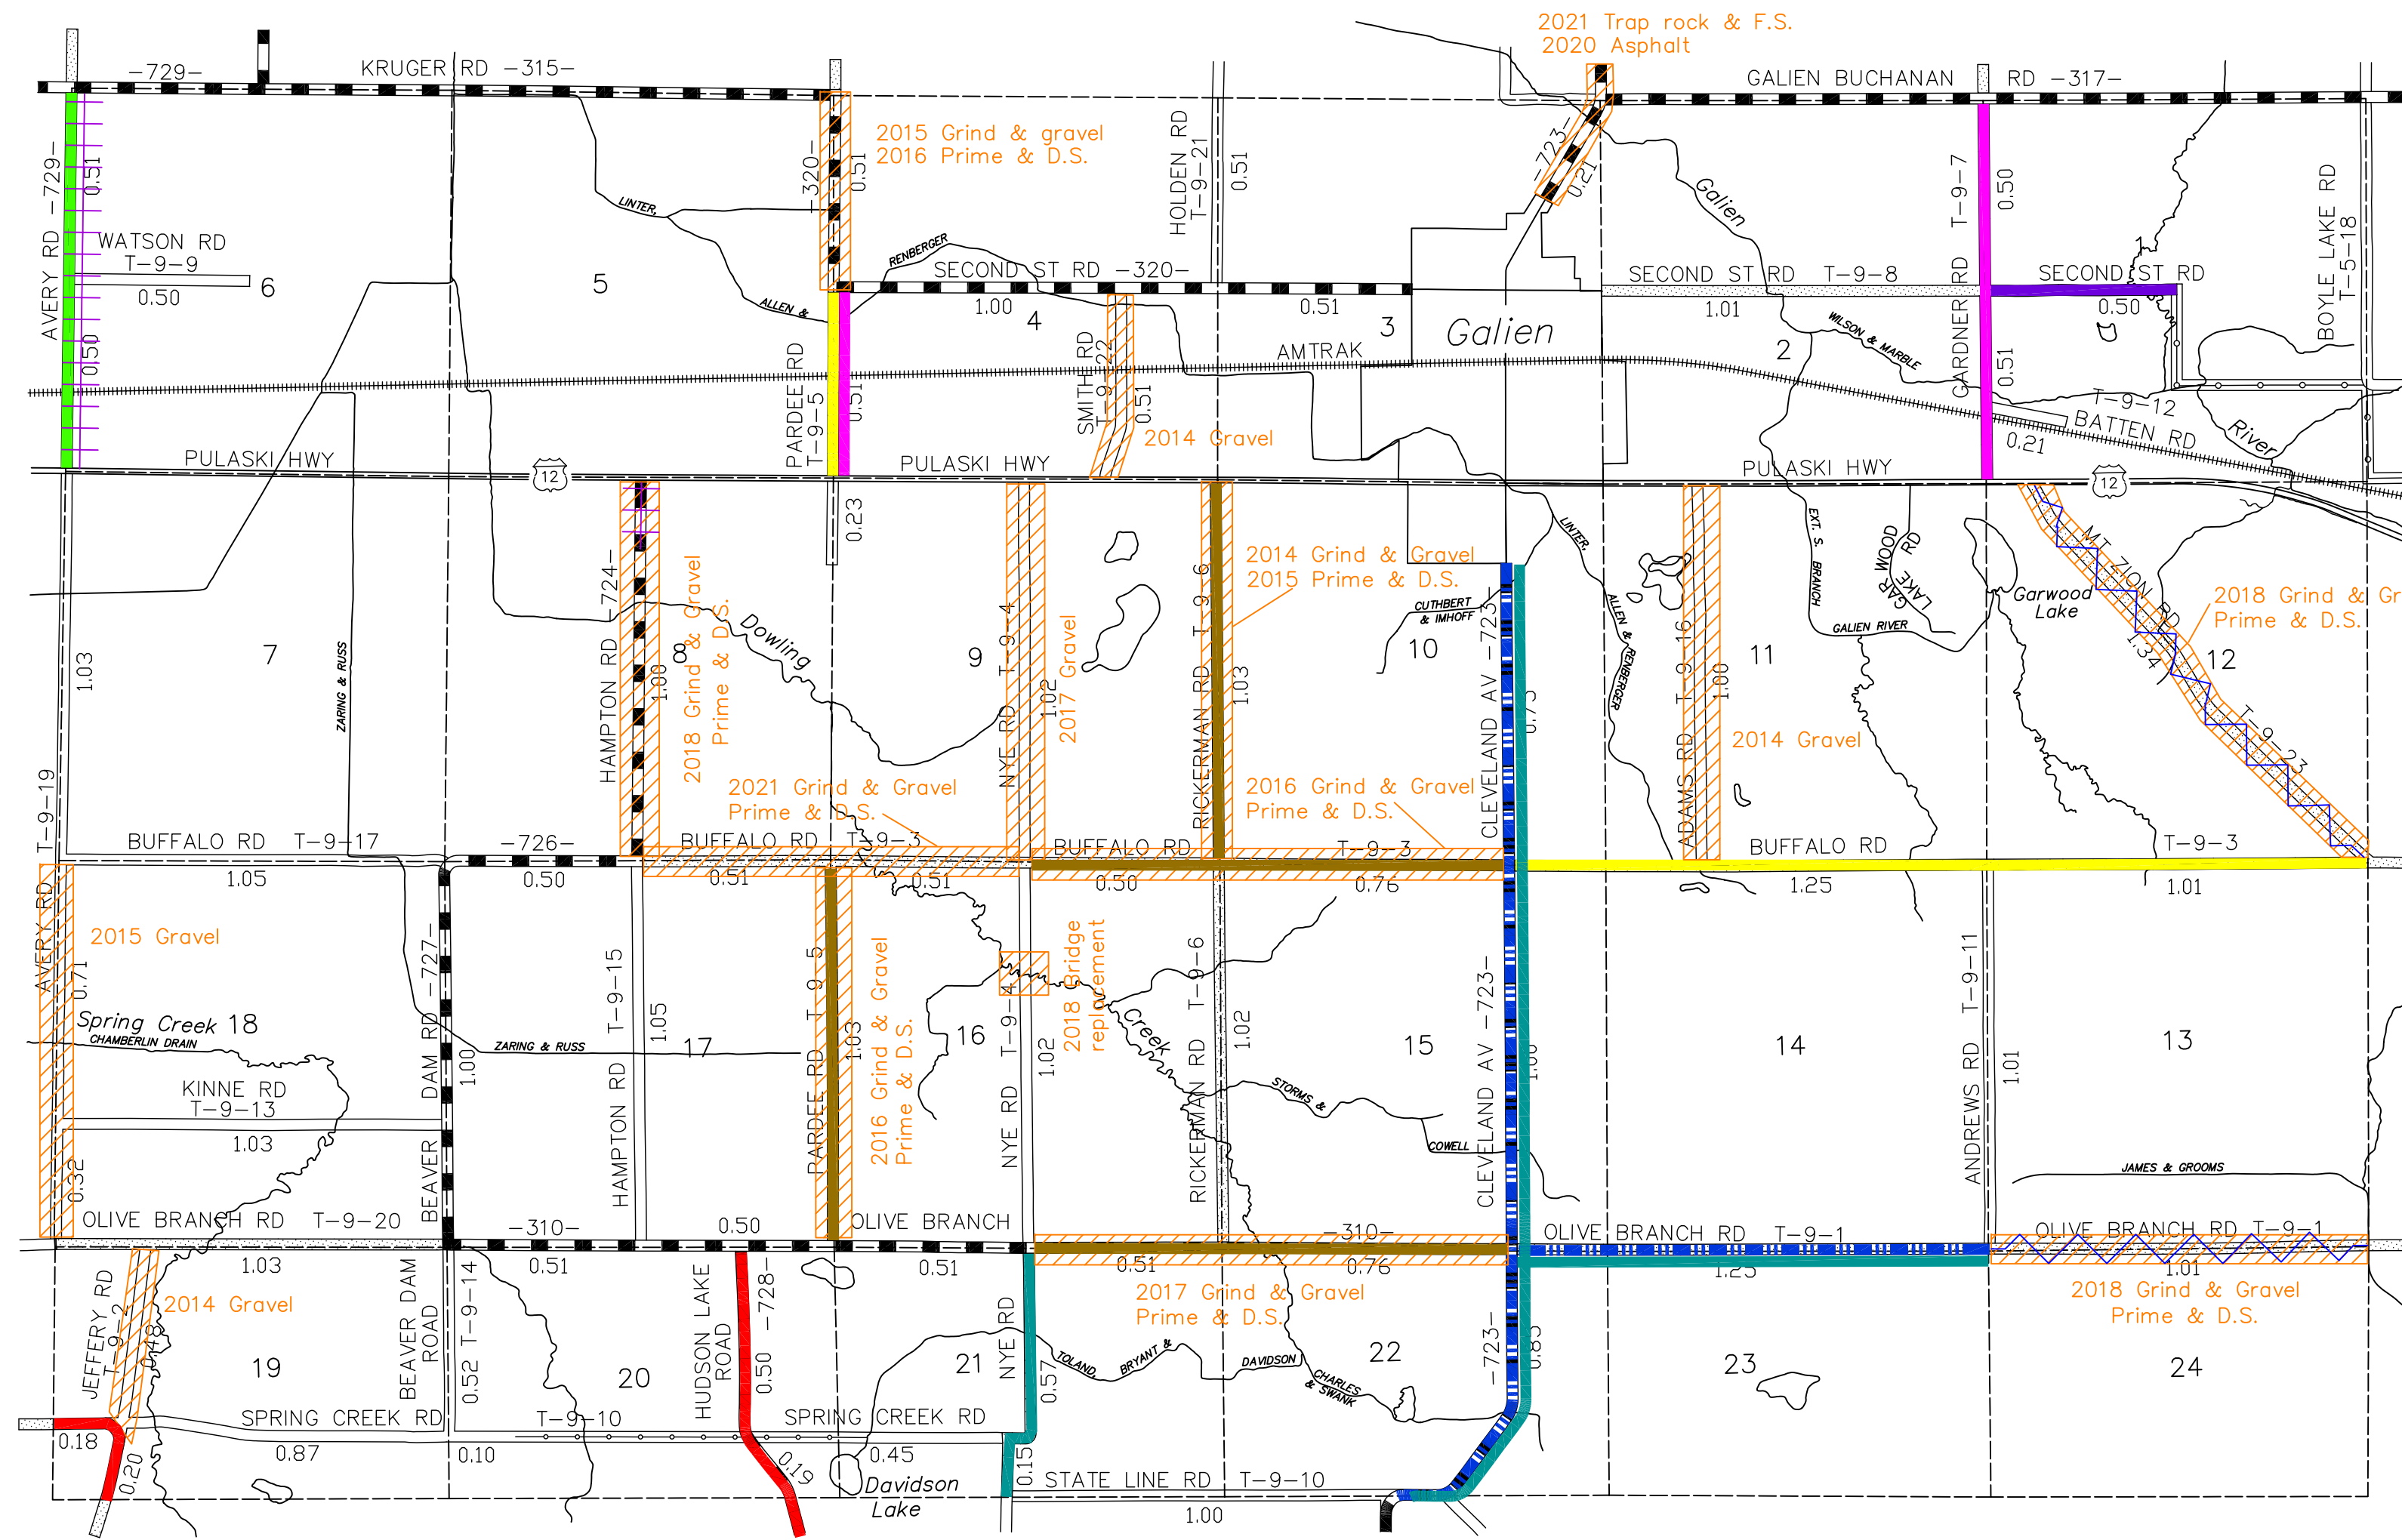 2021 Trap rock & F.S.
2020 Asphalt
-729-
KRUGER RD -315-
GALIEN BUCHANAN RD -317-
AVERY RD -729-
0.51
-320-
0.51
2015 Grind & gravel
2016 Prime & D.S.
HOLDEN RD
T-9-21
0.51
-723-
0.21
Galien
GARDNER RD T-9-7
0.50
1
BOYLE LAKE RD
T-5-18
WATSON RD
T-9-9
0.50
6
5
LINTER,
ALLEN &
RENBERGER
SECOND ST RD -320-
1.00
4
0.51
3
SECOND ST RD T-9-8
1.01
SECOND ST RD
0.50
0.50
PARDEE RD
T-9-5
0.51
SMITH RD
T-9-22
0.51
2014 Gravel
AMTRAK
Galien
2
WILSON & MARBLE
0.51
T-9-12
BATTEN RD
0.21
River
PULASKI HWY
12
PULASKI HWY
PULASKI HWY
12
0.23
1.03
7
ZARING & RUSS
HAMPTON RD -724-
8
1.00
2018 Grind & Gravel
Prime & D.S.
Dowling
9
NYE RD T-9-4
1.02
2017 Gravel
RICKERMAN RD T-9-6
1.03
2014 Grind & Gravel
2015 Prime & D.S.
CUTHBERT
& IMHOFF
10
CLEVELAND AV -723-
0.75
LINTER,
ALLEN &
RENBERGER
ADAMS RD T-9-16
1.00
11
2014 Gravel
EXT. S. BRANCH
GALIEN RIVER
GAR WOOD
LAKE RD
Garwood
Lake
MT ZION RD
1.34
T-9-23
12
2018 Grind & Gr
Prime & D.S.
2021 Grind & Gravel
Prime & D.S.
2016 Grind & Gravel
Prime & D.S.
T-9-19
BUFFALO RD T-9-17
1.05
-726-
0.50
BUFFALO RD T-9-3
0.51
0.51
BUFFALO RD T-9-3
0.50
0.76
BUFFALO RD
1.25
T-9-3
1.01
AVERY RD
0.71
2015 Gravel
Spring Creek
18
CHAMBERLIN DRAIN
KINNE RD
T-9-13
1.03
0.32
BEAVER DAM RD -727-
1.00
ZARING & RUSS
HAMPTON RD T-9-15
1.05
17
PARDEE RD T-9-5
1.03
2016 Grind & Gravel
Prime & D.S.
16
NYE RD T-9-4
1.02
2018 Bridge
replacement
Creek
RICKERMAN RD T-9-6
1.02
STORMS &
COWELL
15
CLEVELAND AV -723-
1.00
14
ANDREWS RD T-9-11
1.01
13
JAMES & GROOMS
OLIVE BRANCH RD T-9-20
1.03
-310-
0.51
0.50
OLIVE BRANCH
0.51
-310-
0.51
0.76
OLIVE BRANCH RD T-9-1
1.25
OLIVE BRANCH RD T-9-1
1.01
2018 Grind & Gravel
Prime & D.S.
JEFFERY RD
T-9-2
0.48
2014 Gravel
19
BEAVER DAM
ROAD
0.52 T-9-14
20
HUDSON LAKE
ROAD
0.50 -728-
21
NYE RD
0.57
2017 Grind & Gravel
Prime & D.S.
TOLAND,
BRYANT &
DAVIDSON
CHARLES
& SWANK
22
-723-
0.85
23
24
0.18
0.20
SPRING CREEK RD
0.87
0.10
T-9-10
0.19
SPRING CREEK RD
0.45
0.15
Davidson
Lake
STATE LINE RD T-9-10
1.00